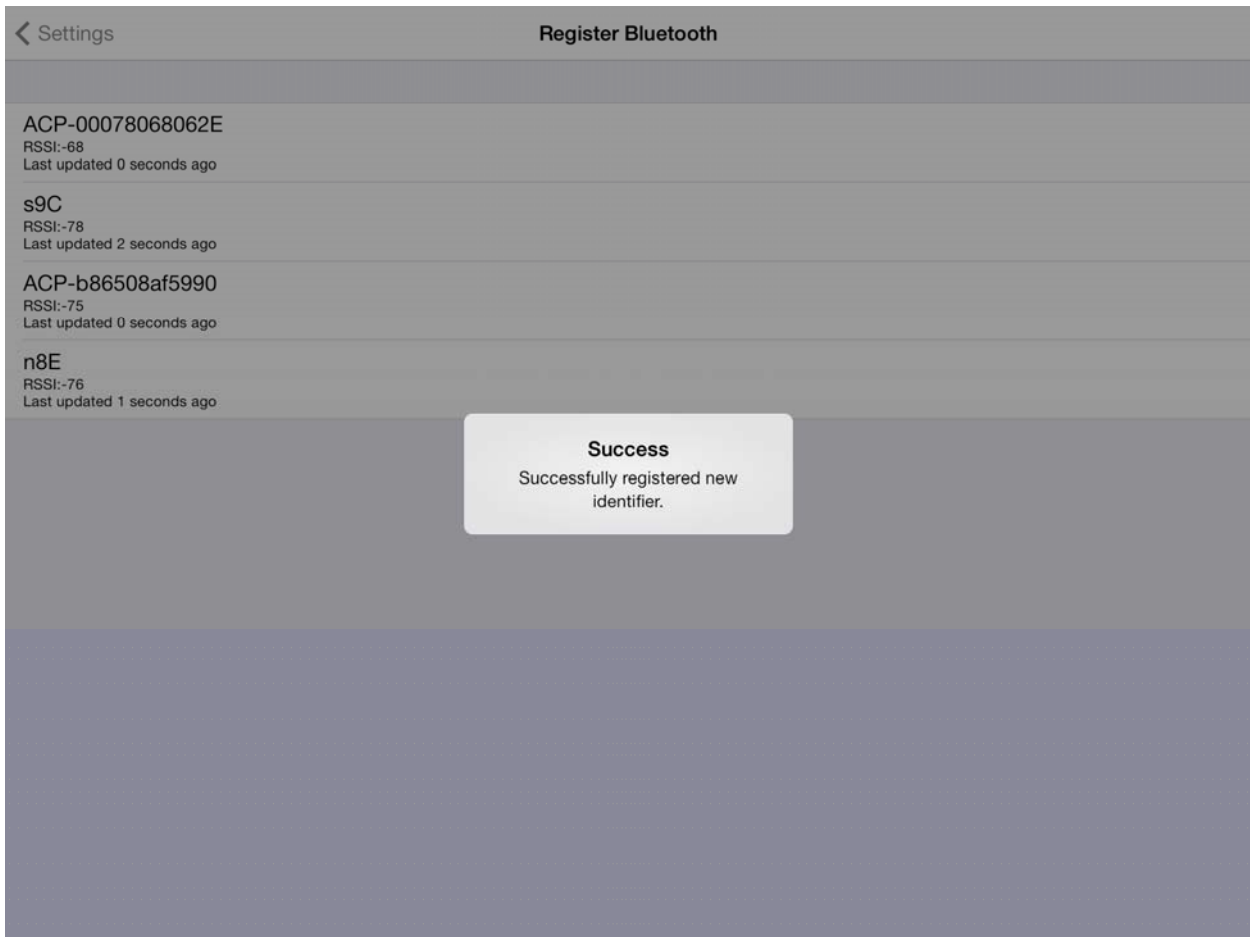 Settings
Register Bluetooth
ACP-00078068062E
RSSI:-68
Last updated 0 seconds ago
s9C
RSSI:-78
Last updated 2 seconds ago
ACP-b86508af5990
RSSI:-75
Last updated 0 seconds ago
n8E
RSSI:-76
Last updated 1 seconds ago
Success
Successfully registered new
identifier.